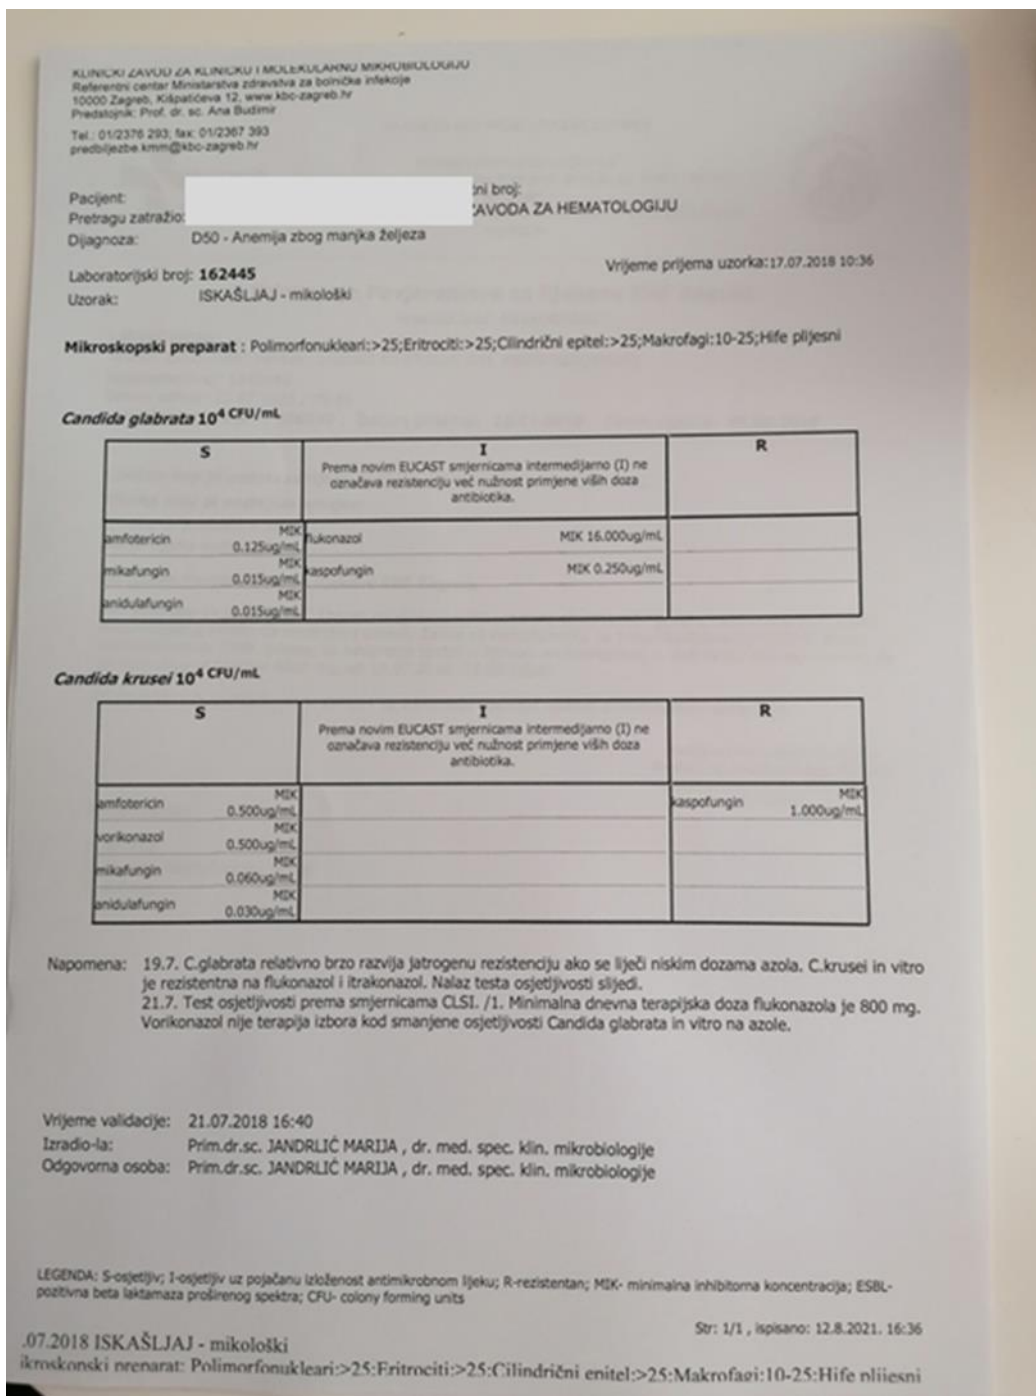 KLINIČKI ZAVOD ZA KLINIČKU I MOLEKULARNU MIKROBIOLOGIJU
Referentni centar Ministarstva zdravstva za bolničke infekcije
10000 Zagreb, Kišpatićeva 12, www.kbc-zagreb.hr
Predstojnik: Prof. dr. sc. Ana Budimir
Tel.: 01/2376 293; fax: 01/2367 393
predbiljezbe.kmm@kbc-zagreb.hr
Pacijent: ni broj:
Pretragu zatražio: ZAVODA ZA HEMATOLOGIJU
Dijagnoza: D50 - Anemija zbog manjka željeza
Laboratorijski broj: 162445 Vrijeme prijema uzorka:17.07.2018 10:36
Uzorak: ISKAŠLJAJ - mikološki
Mikroskopski preparat : Polimorfonukleari:>25;Eritrociti:>25;Cilindrični epitel:>25;Makrofagi:10-25;Hife plijesni
Candida glabrata 10⁴ CFU/mL
S I R
Prema novim EUCAST smjernicama intermedijarno (I) ne
označava rezistenciju već nužnost primjene viših doza
antibiotika.
amfotericin MIK 0.125ug/mL flukonazol MIK 16.000ug/mL
mikafungin MIK 0.015ug/mL kaspofungin MIK 0.250ug/mL
anidulafungin MIK 0.015ug/mL
Candida krusei 10⁴ CFU/mL
S I R
Prema novim EUCAST smjernicama intermedijarno (I) ne
označava rezistenciju već nužnost primjene viših doza
antibiotika.
amfotericin MIK 0.500ug/mL kaspofungin MIK 1.000ug/mL
vorikonazol MIK 0.500ug/mL
mikafungin MIK 0.060ug/mL
anidulafungin MIK 0.030ug/mL
Napomena: 19.7. C.glabrata relativno brzo razvija jatrogenu rezistenciju ako se liječi niskim dozama azola. C.krusei in vitro
je rezistentna na flukonazol i itrakonazol. Nalaz testa osjetljivosti slijedi.
21.7. Test osjetljivosti prema smjernicama CLSI. /1. Minimalna dnevna terapijska doza flukonazola je 800 mg.
Vorikonazol nije terapija izbora kod smanjene osjetljivosti Candida glabrata in vitro na azole.
Vrijeme validacije: 21.07.2018 16:40
Izradio-la: Prim.dr.sc. JANDRLIĆ MARIJA , dr. med. spec. klin. mikrobiologije
Odgovorna osoba: Prim.dr.sc. JANDRLIĆ MARIJA , dr. med. spec. klin. mikrobiologije
LEGENDA: S-osjetljiv; I-osjetljiv uz pojačanu izloženost antimikrobnom lijeku; R-rezistentan; MIK- minimalna inhibitorna koncentracija; ESBL-
pozitivna beta laktamaza proširenog spektra; CFU- colony forming units
Str: 1/1 , ispisano: 12.8.2021. 16:36
.07.2018 ISKAŠLJAJ - mikološki
ikroskopski preparat: Polimorfonukleari:>25;Eritrociti:>25;Cilindrični epitel:>25;Makrofagi:10-25;Hife plijesni